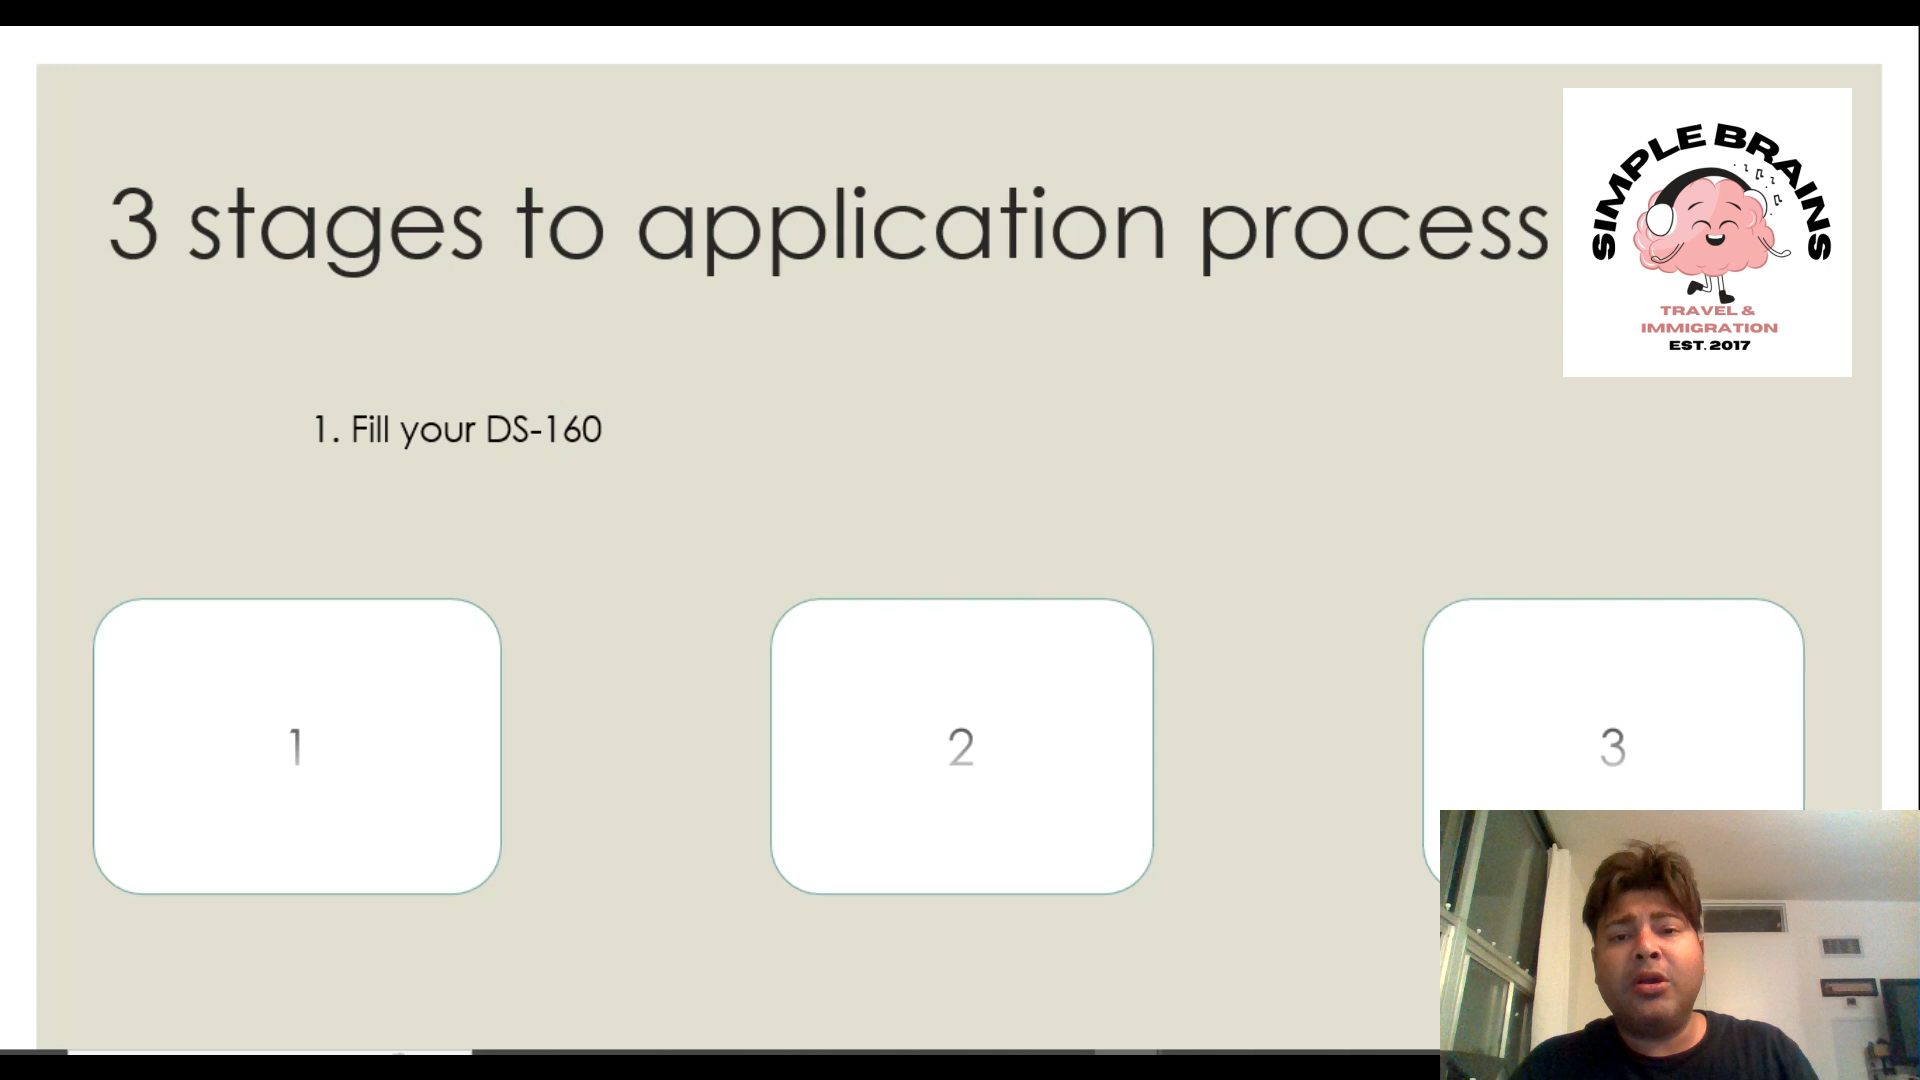 3 stages to application process
SIMPLE BRAINS
TRAVEL &
IMMIGRATION
EST. 2017
1. Fill your DS-160
1
2
3